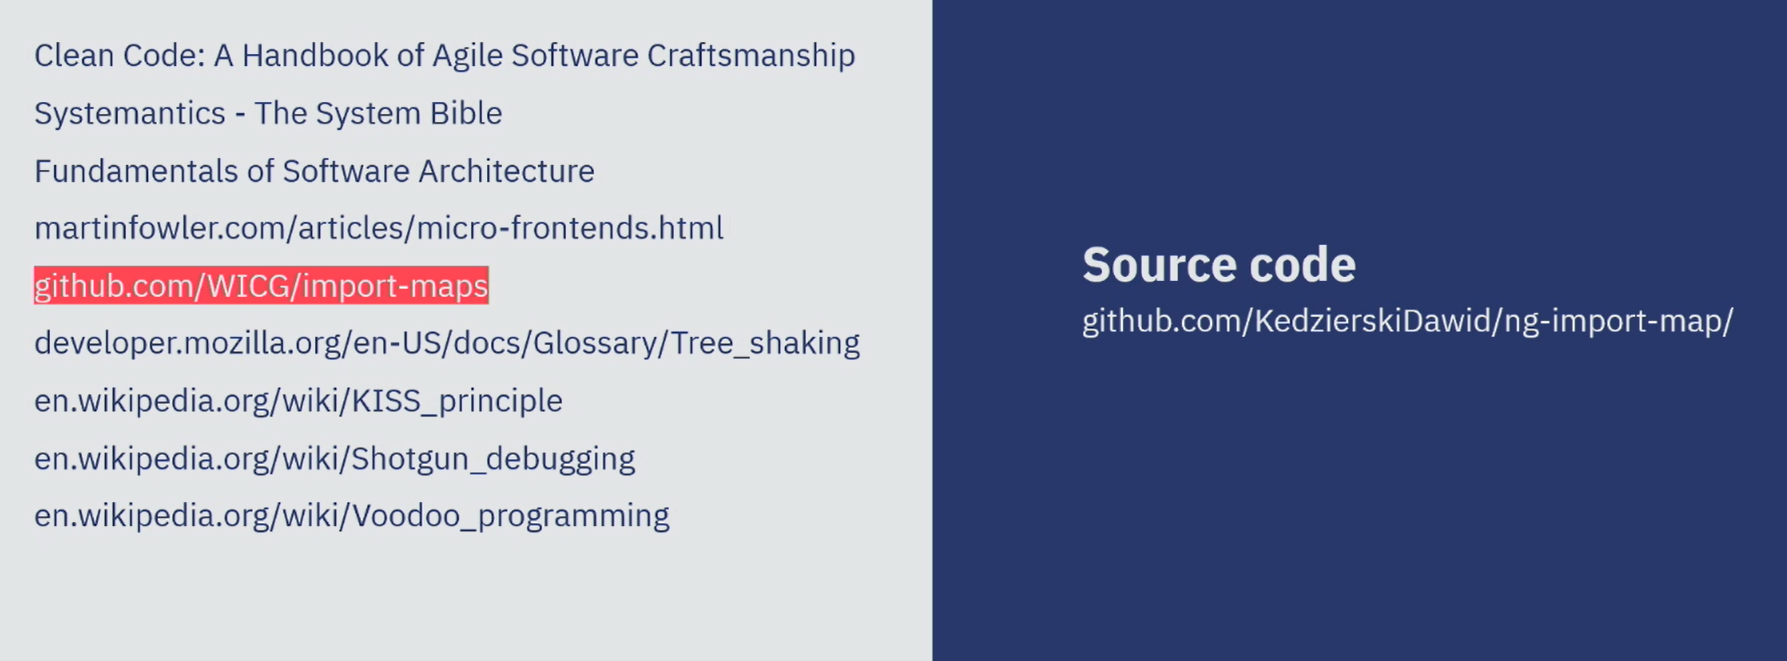 Clean Code: A Handbook of Agile Software Craftsmanship
Systemantics - The System Bible
Fundamentals of Software Architecture
martinfowler.com/articles/micro-frontends.html
github.com/WICG/import-maps
developer.mozilla.org/en-US/docs/Glossary/Tree_shaking
en.wikipedia.org/wiki/KISS_principle
en.wikipedia.org/wiki/Shotgun_debugging
en.wikipedia.org/wiki/Voodoo_programming
Source code
github.com/KedzierskiDawid/ng-import-map/